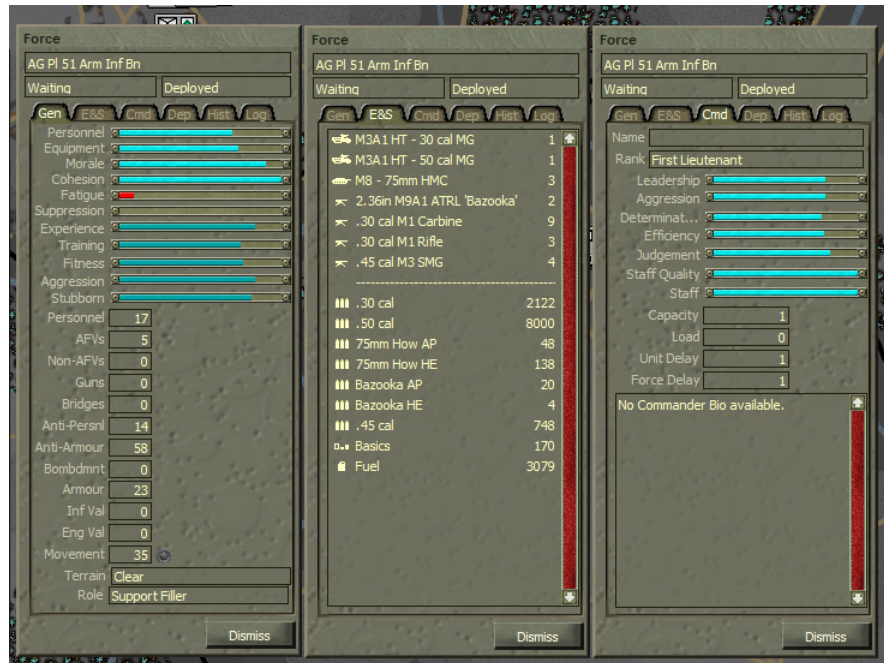 Force
AG Pl 51 Arm Inf Bn
Waiting Deployed
Gen E&S Cmd Dep Hist Log
Personnel
Equipment
Morale
Cohesion
Fatigue
Suppression
Experience
Training
Fitness
Aggression
Stubborn
Personnel 17
AFVs 5
Non-AFVs 0
Guns 0
Bridges 0
Anti-Persnl 14
Anti-Armour 58
Bombdmnt 0
Armour 23
Inf Val 0
Eng Val 0
Movement 35
Terrain Clear
Role Support Filler
Dismiss
Force
AG Pl 51 Arm Inf Bn
Waiting Deployed
Gen E&S Cmd Dep Hist Log
M3A1 HT - 30 cal MG 1
M3A1 HT - 50 cal MG 1
M8 - 75mm HMC 3
2.36in M9A1 ATRL 'Bazooka' 2
.30 cal M1 Carbine 9
.30 cal M1 Rifle 3
.45 cal M3 SMG 4
--------------------------------------------------
.30 cal 2122
.50 cal 8000
75mm How AP 48
75mm How HE 138
Bazooka AP 20
Bazooka HE 4
.45 cal 748
Basics 170
Fuel 3079
Dismiss
Force
AG Pl 51 Arm Inf Bn
Waiting Deployed
Gen E&S Cmd Dep Hist Log
Name
Rank First Lieutenant
Leadership
Aggression
Determinat...
Efficiency
Judgement
Staff Quality
Staff
Capacity 1
Load 0
Unit Delay 1
Force Delay 1
No Commander Bio available.
Dismiss